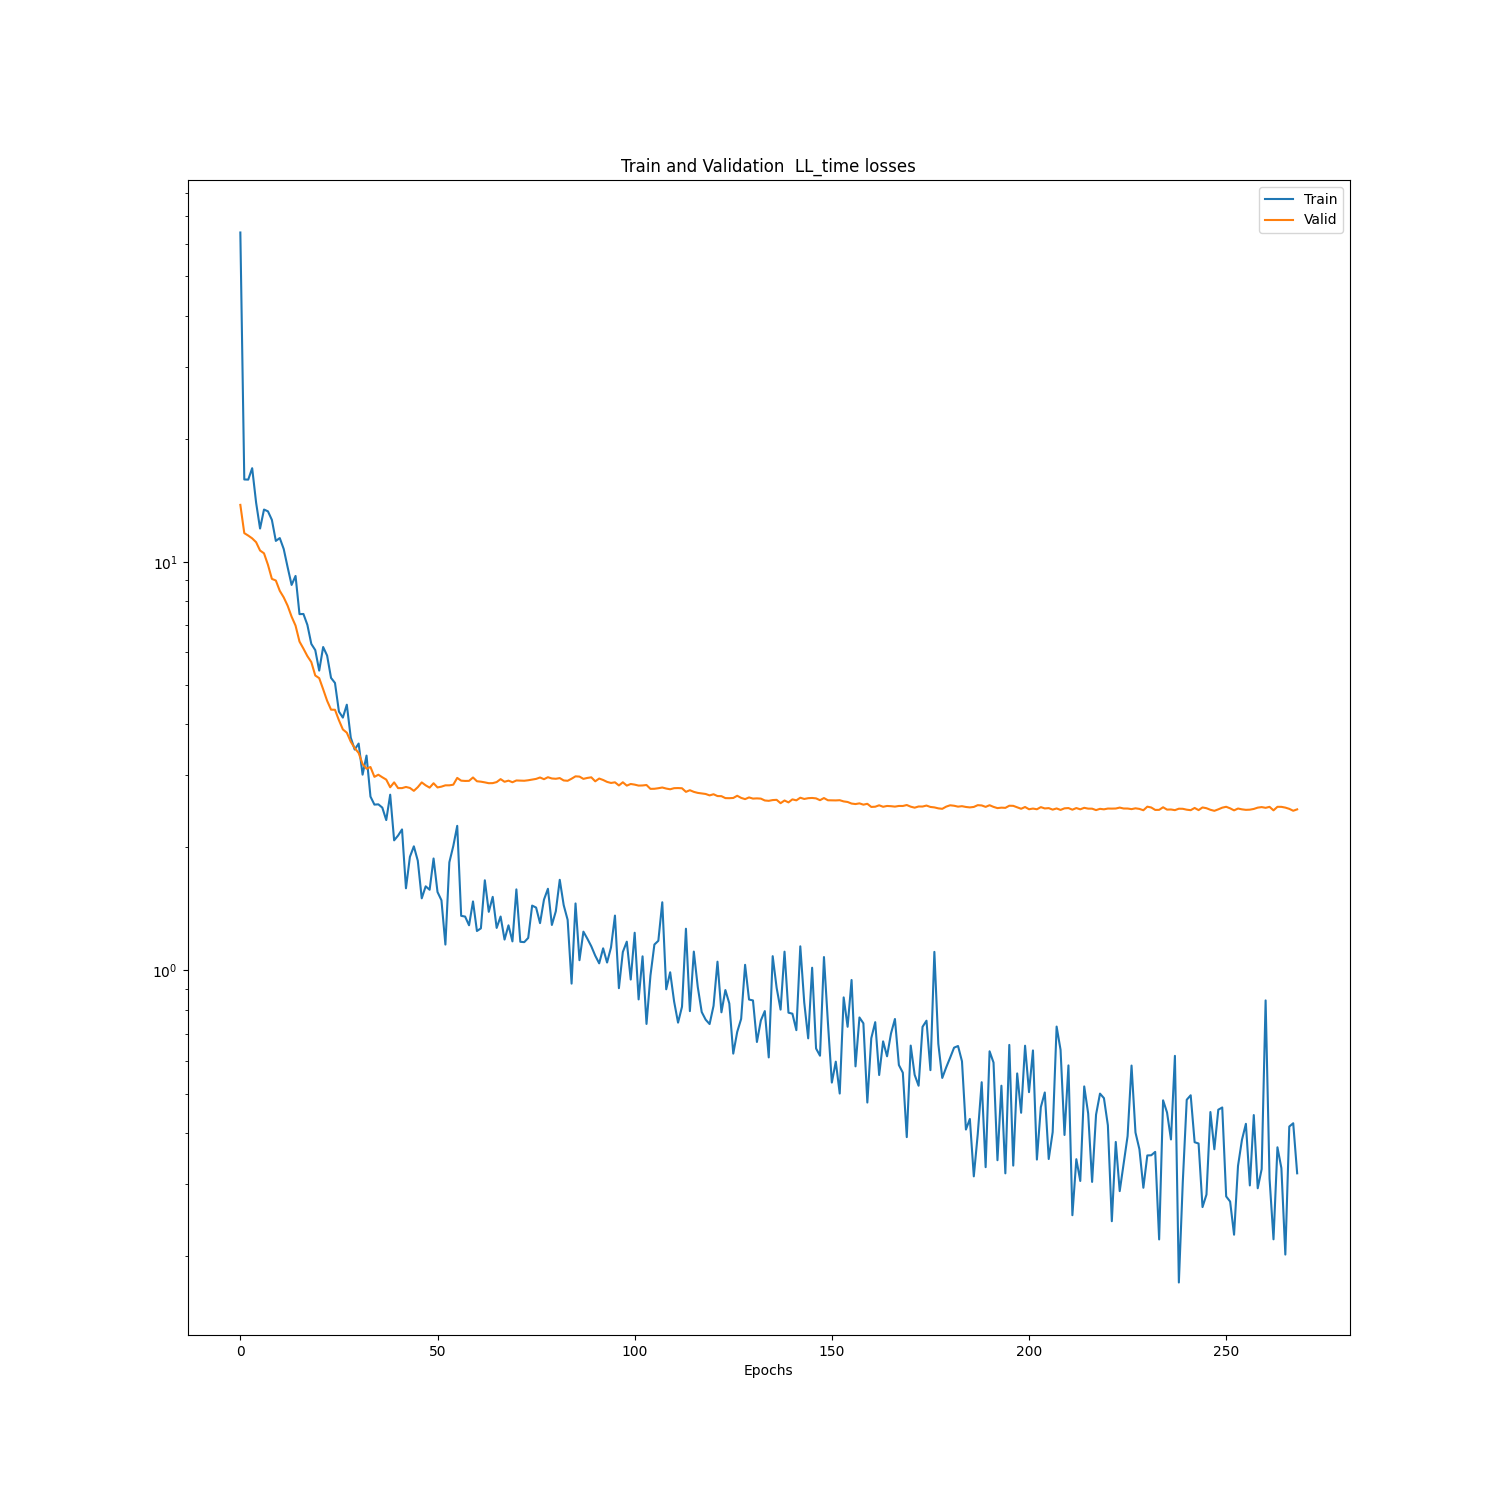 Train and Validation  LL_time losses
Train
Valid
10¹
10⁰
0 50 100 150 200 250
Epochs